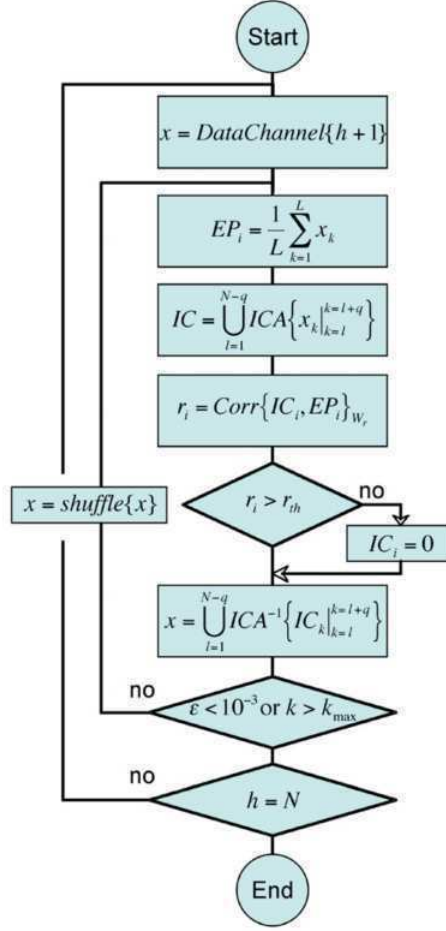 Start
x = DataChannel{h + 1}
EP_i = \frac{1}{L} \sum_{k=1}^{L} x_k
IC = \bigcup_{l=1}^{N-q} ICA{x_k|_{k=l}^{k=l+q}}
r_i = Corr{IC_i, EP_i}_{W_r}
x = shuffle{x}
r_i > r_{th}
no
IC_i = 0
x = \bigcup_{l=1}^{N-q} ICA^{-1}{IC_k|_{k=l}^{k=l+q}}
no
ε < 10^{-3} or k > k_{max}
no
h = N
End